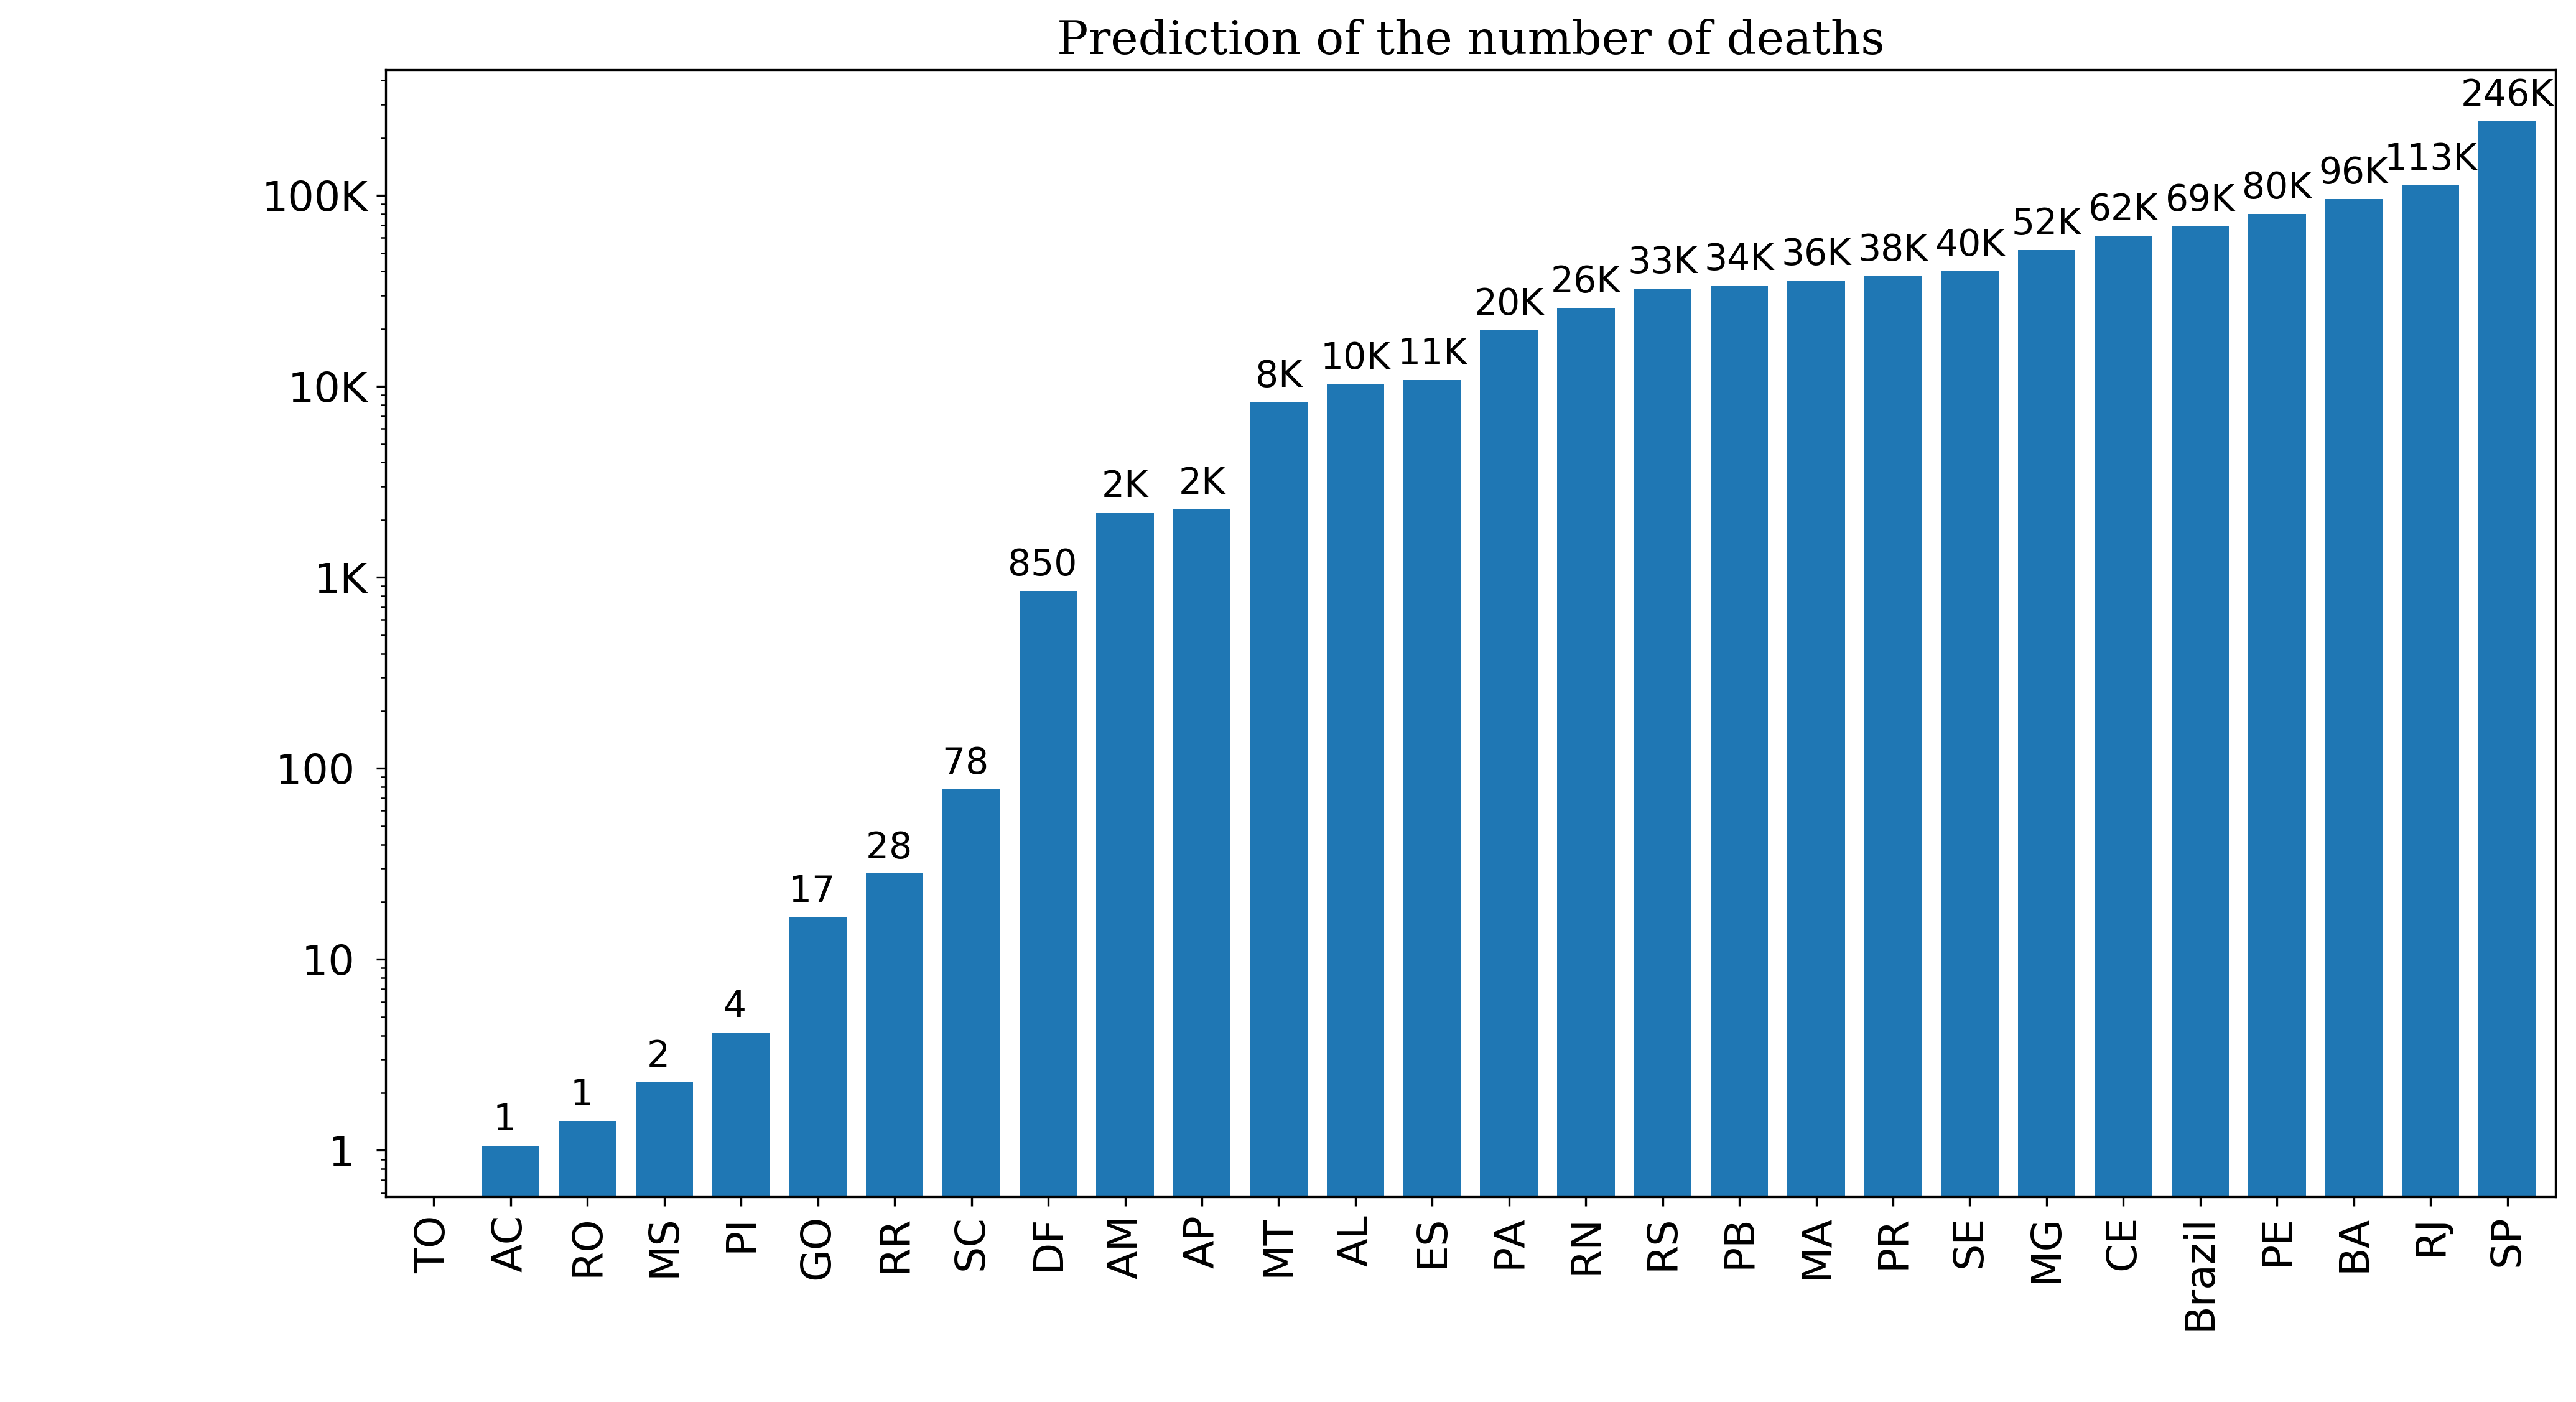 Prediction of the number of deaths
246K
113K
96K
80K
69K
62K
52K
40K
38K
36K
34K
33K
26K
20K
11K
10K
8K
2K
2K
850
78
28
17
4
2
1
1
100K
10K
1K
100
10
1
TO AC RO MS PI GO RR SC DF AM AP MT AL ES PA RN RS PB MA PR SE MG CE Brazil PE BA RJ SP